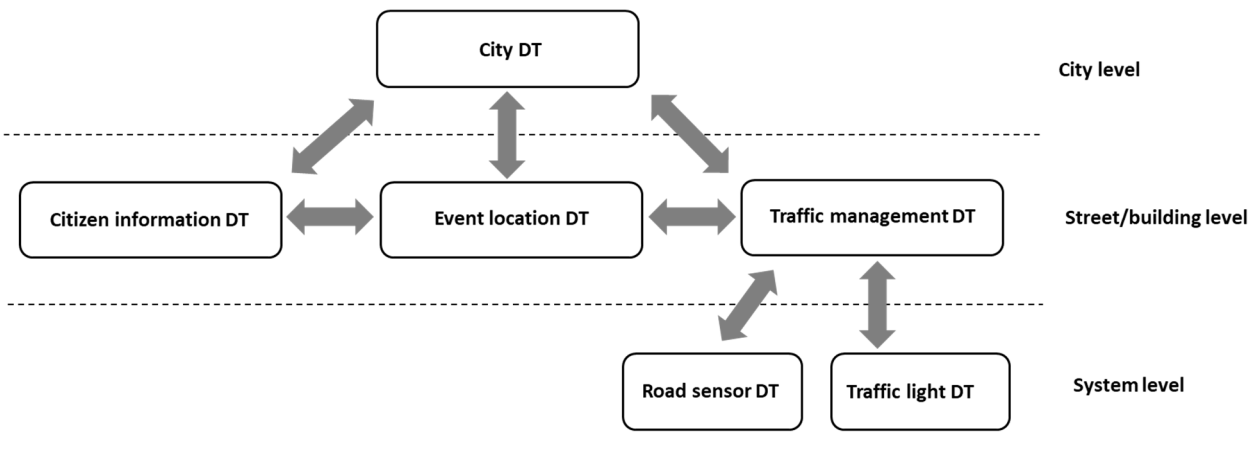 City DT
City level
Citizen information DT
Event location DT
Traffic management DT
Street/building level
Road sensor DT
Traffic light DT
System level